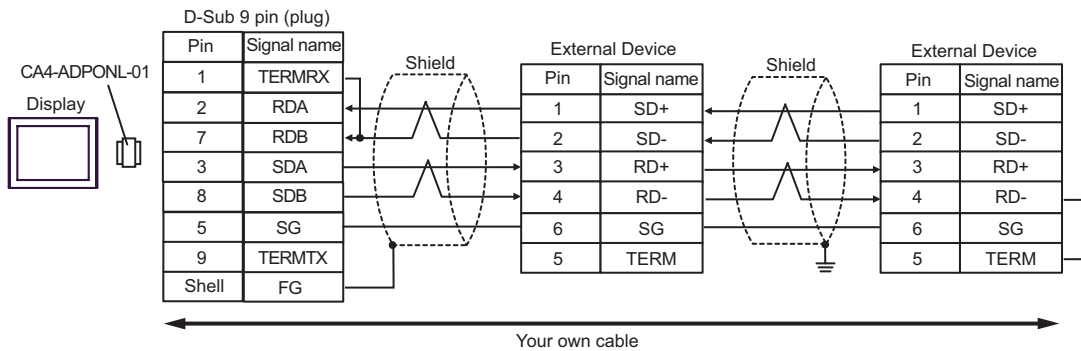 D-Sub 9 pin (plug)
CA4-ADPONL-01
Display
Pin Signal name
1 TERMRX
2 RDA
7 RDB
3 SDA
8 SDB
5 SG
9 TERMTX
Shell FG
Shield
External Device
Pin Signal name
1 SD+
2 SD-
3 RD+
4 RD-
6 SG
5 TERM
Shield
External Device
Pin Signal name
1 SD+
2 SD-
3 RD+
4 RD-
6 SG
5 TERM
Your own cable